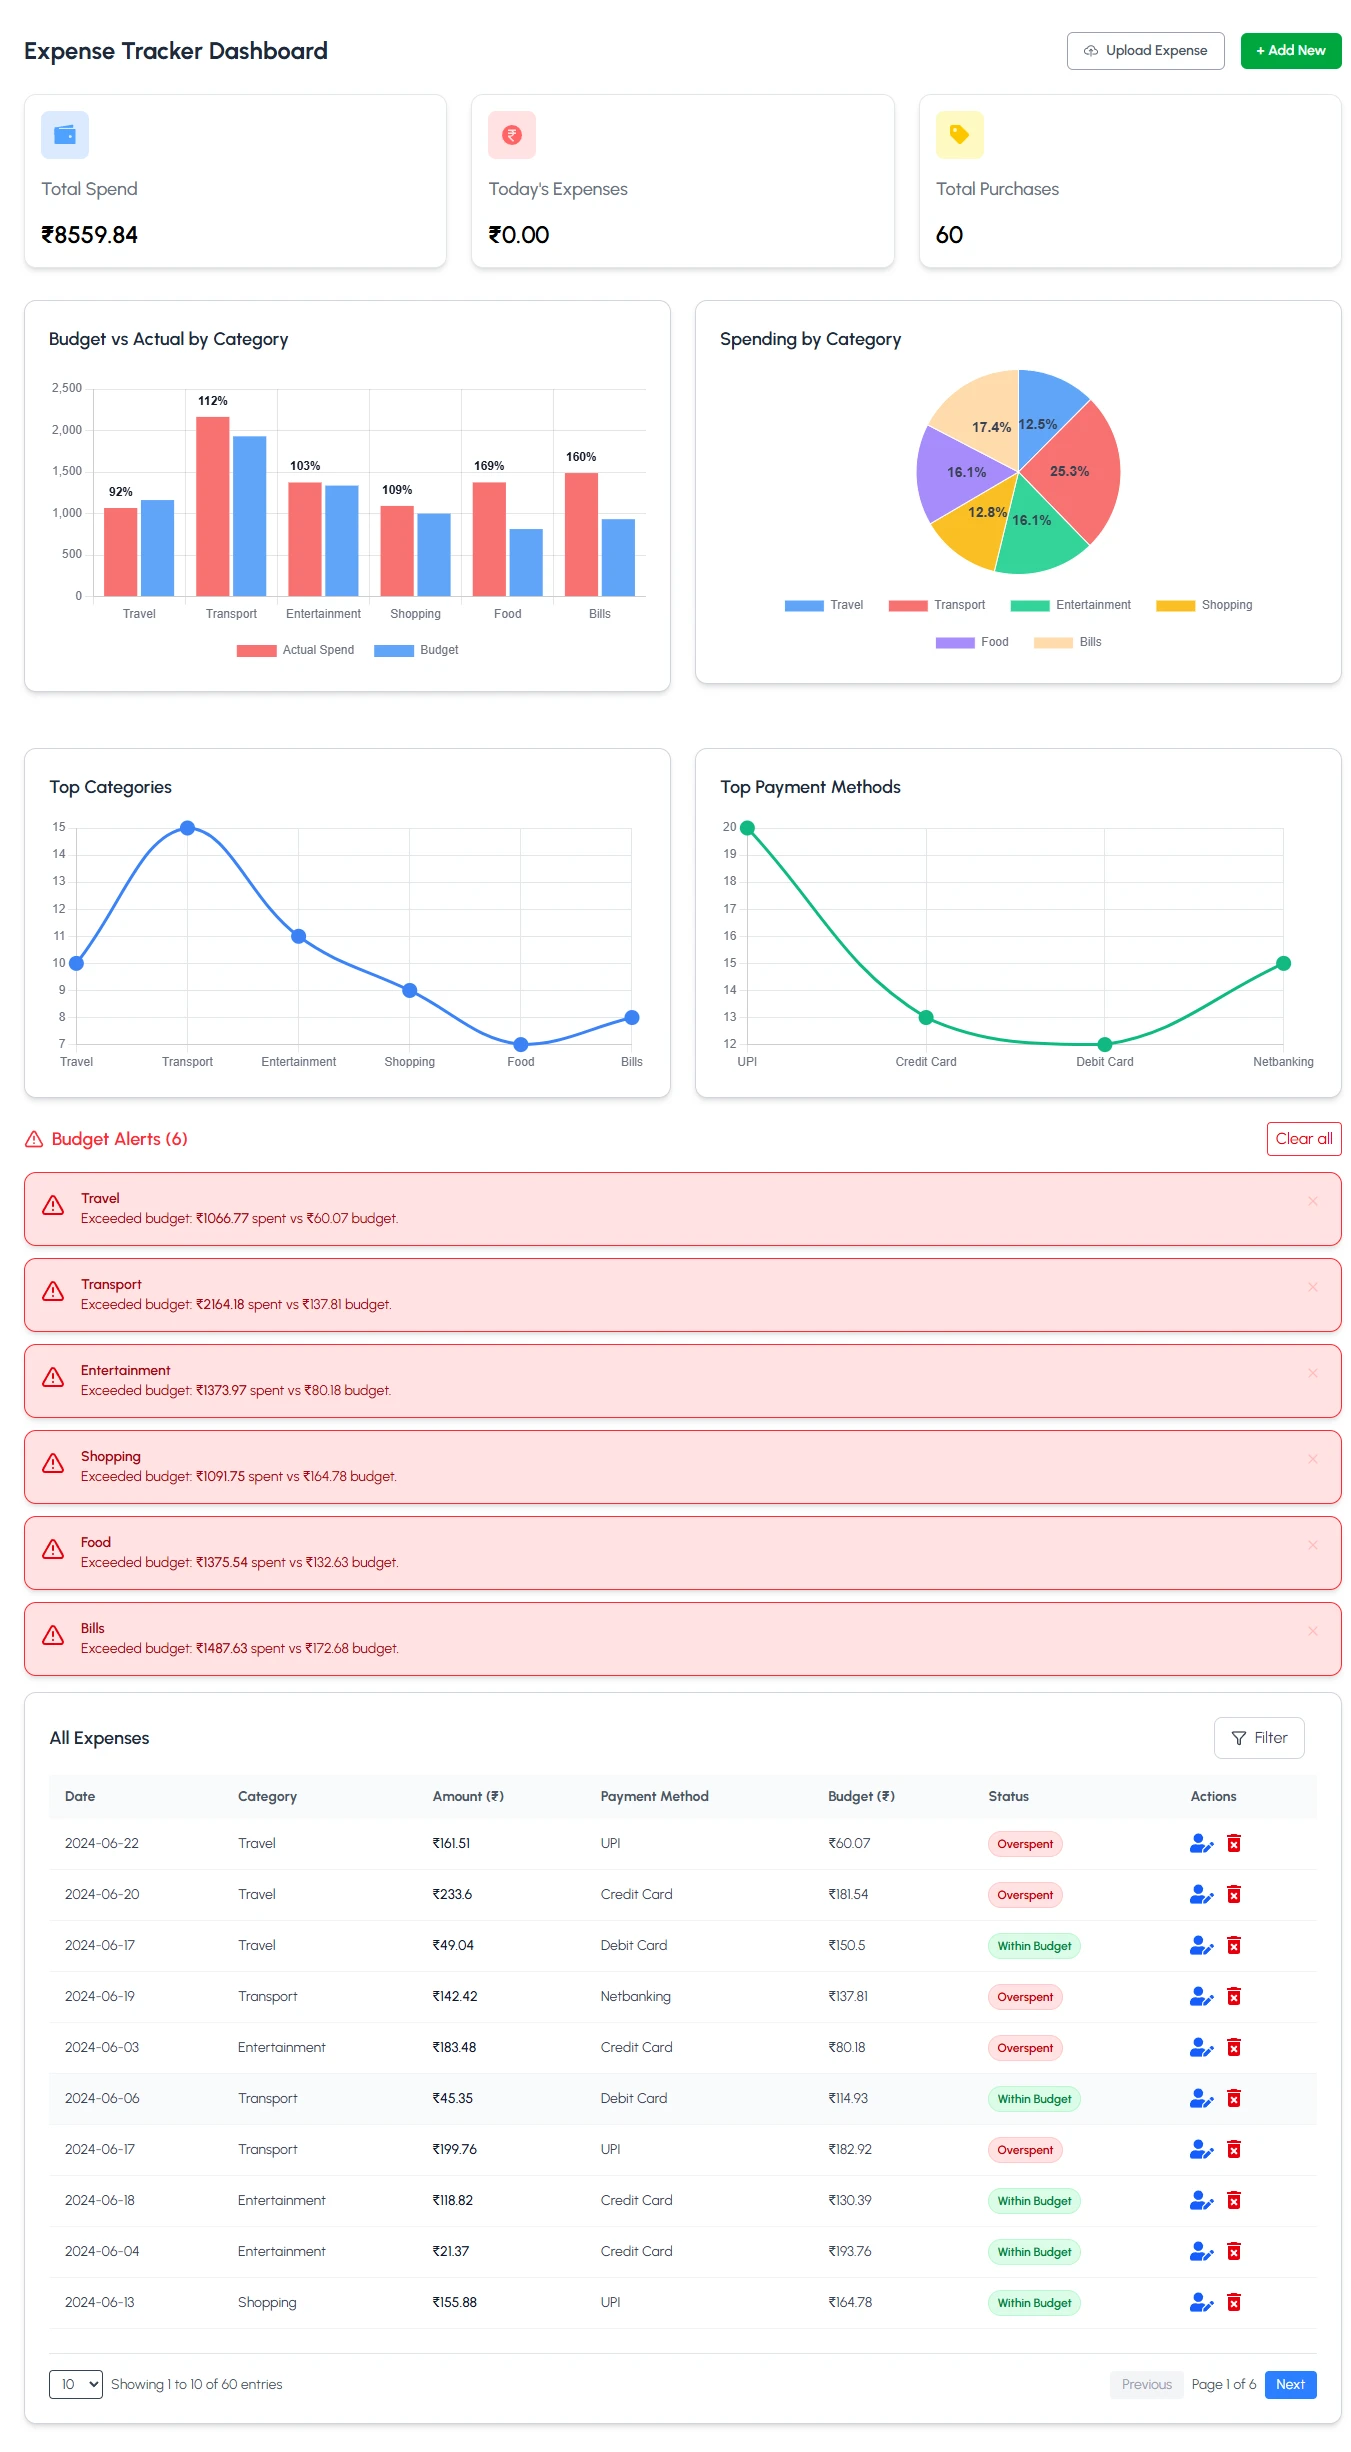 Expense Tracker Dashboard
Upload Expense
+ Add New
Total Spend
₹8559.84
Today's Expenses
₹0.00
Total Purchases
60
Budget vs Actual by Category
2,500
2,000
1,500
1,000
500
0
92%
112%
103%
109%
169%
160%
Travel Transport Entertainment Shopping Food Bills
Actual Spend Budget
Spending by Category
17.4% 12.5%
16.1% 25.3%
12.8% 16.1%
Travel Transport Entertainment Shopping
Food Bills
Top Categories
15
14
13
12
11
10
9
8
7
Travel Transport Entertainment Shopping Food Bills
Top Payment Methods
20
19
18
17
16
15
14
13
12
UPI Credit Card Debit Card Netbanking
Budget Alerts (6)
Clear all
Travel
Exceeded budget: ₹1066.77 spent vs ₹60.07 budget.
Transport
Exceeded budget: ₹2164.18 spent vs ₹137.81 budget.
Entertainment
Exceeded budget: ₹1373.97 spent vs ₹80.18 budget.
Shopping
Exceeded budget: ₹1091.75 spent vs ₹164.78 budget.
Food
Exceeded budget: ₹1375.54 spent vs ₹132.63 budget.
Bills
Exceeded budget: ₹1487.63 spent vs ₹172.68 budget.
All Expenses
Filter
Date Category Amount (₹) Payment Method Budget (₹) Status Actions
2024-06-22 Travel ₹161.51 UPI ₹60.07 Overspent
2024-06-20 Travel ₹233.6 Credit Card ₹181.54 Overspent
2024-06-17 Travel ₹49.04 Debit Card ₹150.5 Within Budget
2024-06-19 Transport ₹142.42 Netbanking ₹137.81 Overspent
2024-06-03 Entertainment ₹183.48 Credit Card ₹80.18 Overspent
2024-06-06 Transport ₹45.35 Debit Card ₹114.93 Within Budget
2024-06-17 Transport ₹199.76 UPI ₹182.92 Overspent
2024-06-18 Entertainment ₹118.82 Credit Card ₹130.39 Within Budget
2024-06-04 Entertainment ₹21.37 Credit Card ₹193.76 Within Budget
2024-06-13 Shopping ₹155.88 UPI ₹164.78 Within Budget
10 Showing 1 to 10 of 60 entries
Previous Page 1 of 6 Next